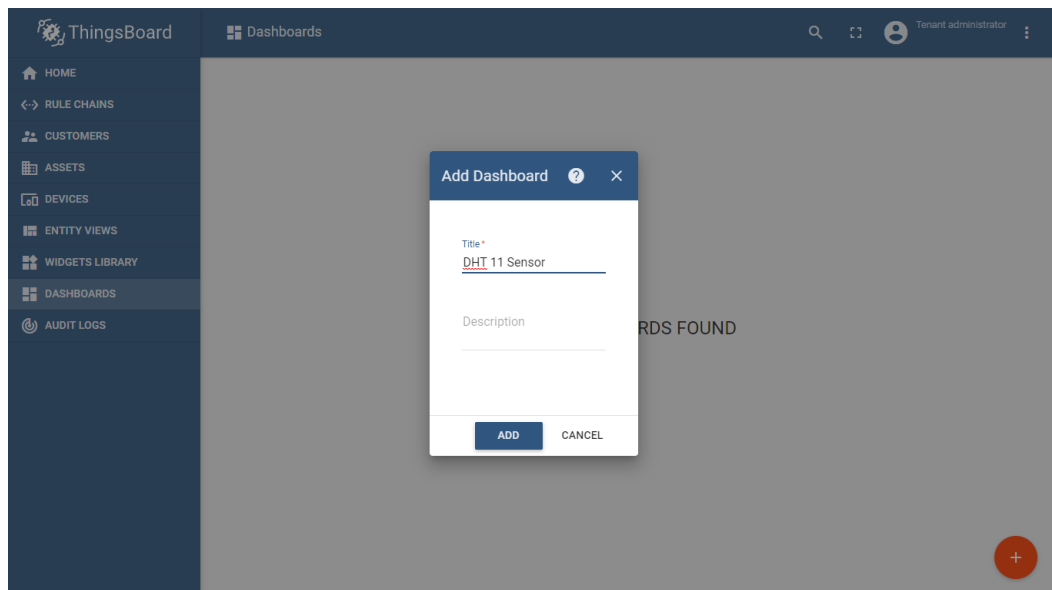 ThingsBoard
Dashboards
Tenant administrator
HOME
RULE CHAINS
CUSTOMERS
ASSETS
DEVICES
ENTITY VIEWS
WIDGETS LIBRARY
DASHBOARDS
AUDIT LOGS
Add Dashboard ?
Title*
DHT 11 Sensor
Description
RDS FOUND
ADD CANCEL